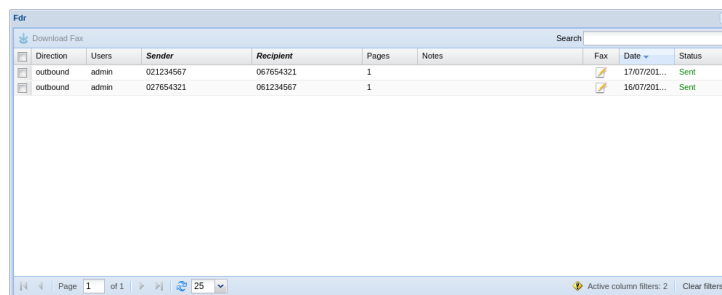 Fdr
Download Fax Search
Direction Users Sender Recipient Pages Notes Fax Date Status
outbound admin 021234567 067654321 1 17/07/201... Sent
outbound admin 027654321 061234567 1 16/07/201... Sent
Page 1 of 1 25 Active column filters: 2 Clear filters